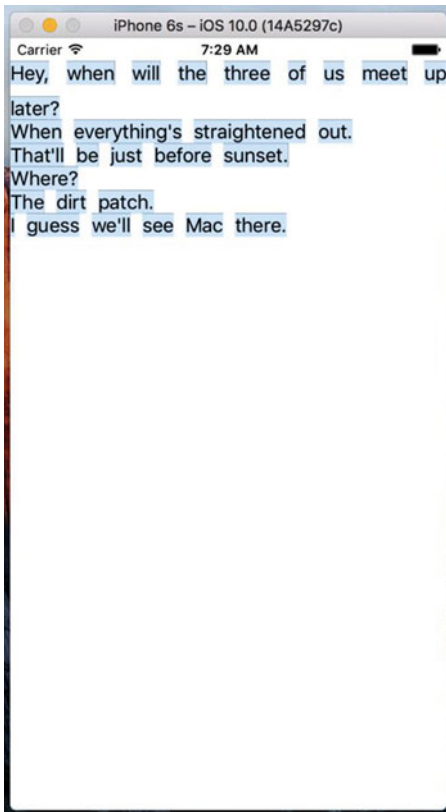 iPhone 6s – iOS 10.0 (14A5297c)
Carrier 7:29 AM
Hey, when will the three of us meet up
later?
When everything's straightened out.
That'll be just before sunset.
Where?
The dirt patch.
I guess we'll see Mac there.